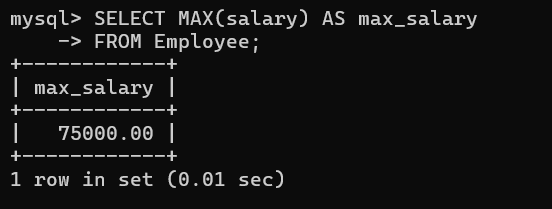 mysql> SELECT MAX(salary) AS max_salary
    -> FROM Employee;
+------------+
| max_salary |
+------------+
|   75000.00 |
+------------+
1 row in set (0.01 sec)